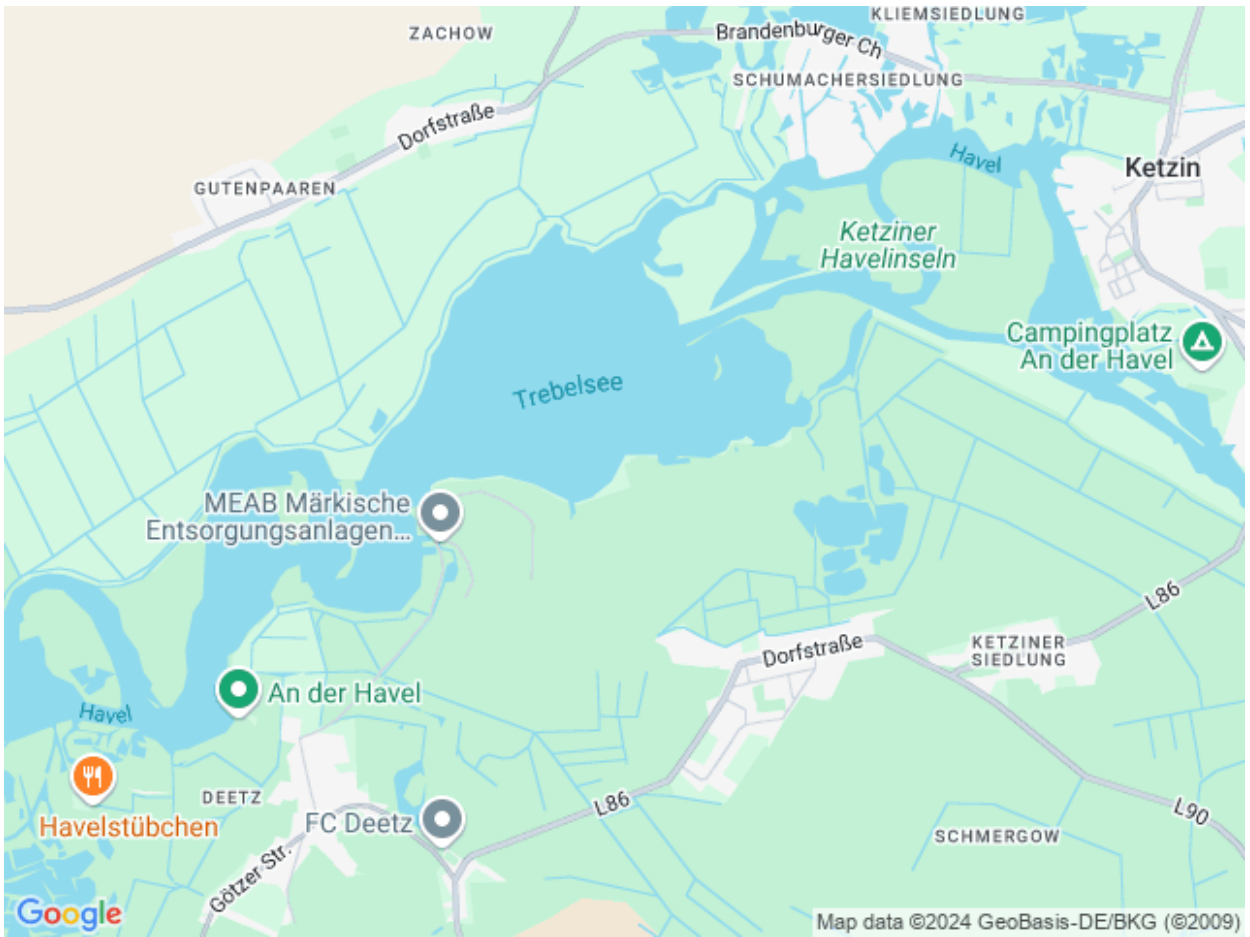 KLIEMSIEDLUNG
ZACHOW
Brandenburger Ch
SCHUMACHERSIEDLUNG
Dorfstraße
Havel
Ketzin
GUTENPAAREN
Ketziner
Havelinseln
Campingplatz
An der Havel
Trebelsee
MEAB Märkische
Entsorgungsanlagen...
L86
Dorfstraße
KETZINER
SIEDLUNG
An der Havel
Havel
DEETZ
L86
L90
Havelstübchen
FC Deetz
SCHMERGOW
Götzer Str.
Google
Map data ©2024 GeoBasis-DE/BKG (©2009)